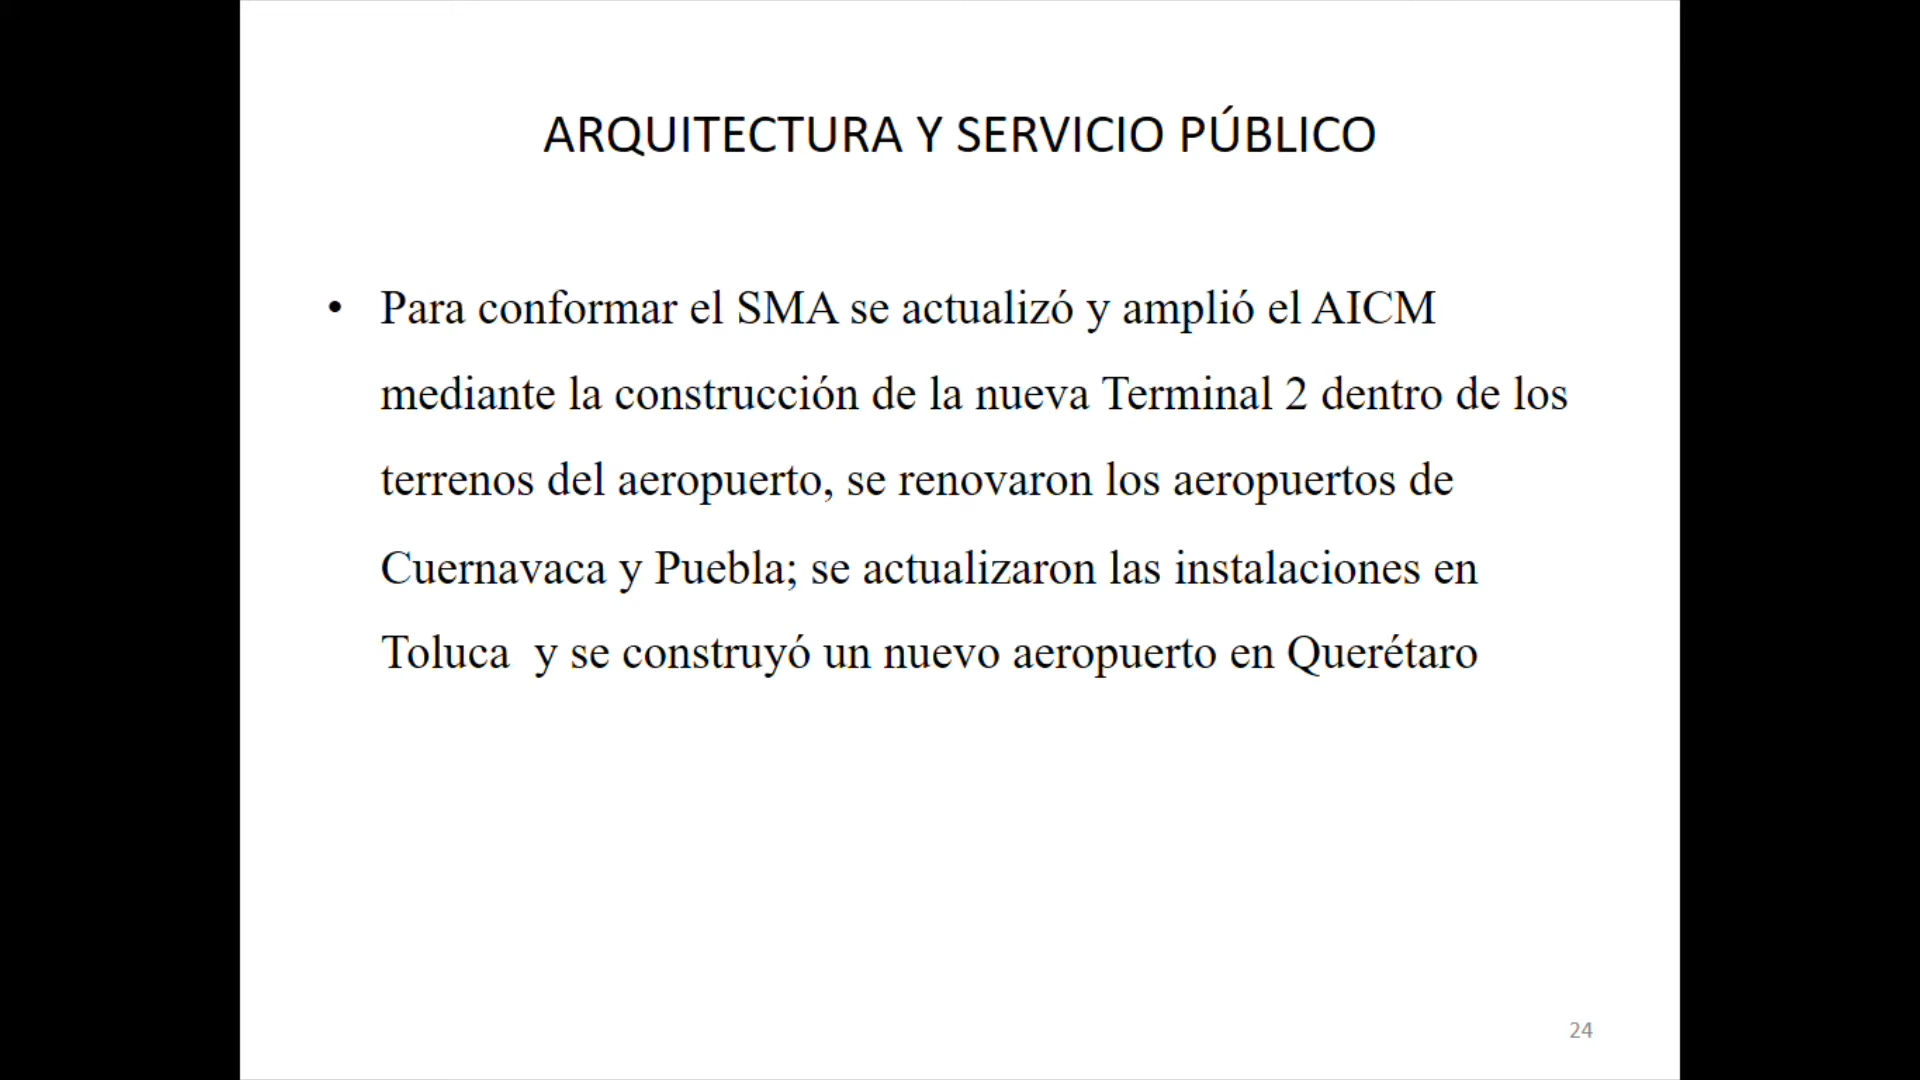 ARQUITECTURA Y SERVICIO PÚBLICO
• Para conformar el SMA se actualizó y amplió el AICM
mediante la construcción de la nueva Terminal 2 dentro de los
terrenos del aeropuerto, se renovaron los aeropuertos de
Cuernavaca y Puebla; se actualizaron las instalaciones en
Toluca  y se construyó un nuevo aeropuerto en Querétaro
24